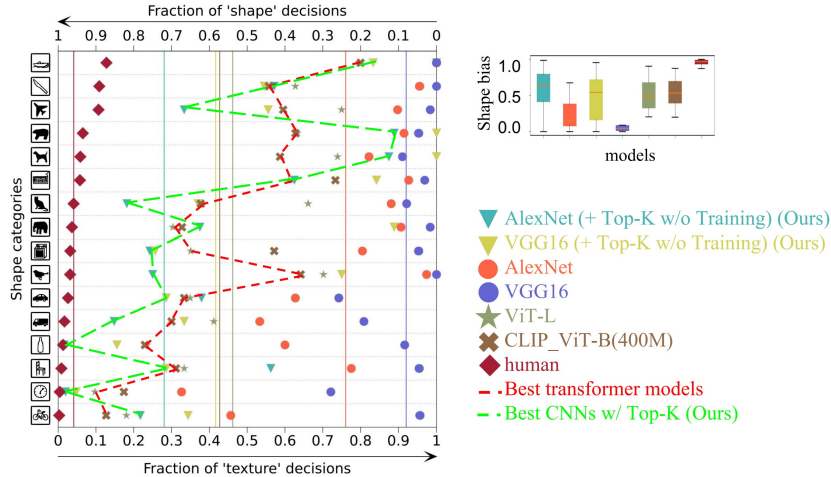 Fraction of 'shape' decisions
1 0.9 0.8 0.7 0.6 0.5 0.4 0.3 0.2 0.1 0
Shape categories
0 0.1 0.2 0.3 0.4 0.5 0.6 0.7 0.8 0.9 1
Fraction of 'texture' decisions
Shape bias
1.0
0.5
0.0
models
AlexNet (+ Top-K w/o Training) (Ours)
VGG16 (+ Top-K w/o Training) (Ours)
AlexNet
VGG16
ViT-L
CLIP_ViT-B(400M)
human
Best transformer models
Best CNNs w/ Top-K (Ours)